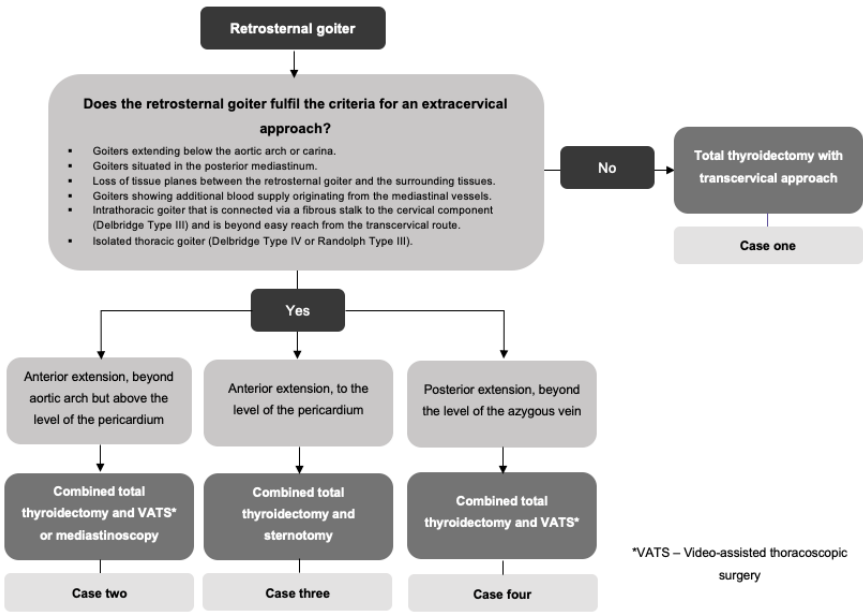 Retrosternal goiter
Does the retrosternal goiter fulfil the criteria for an extracervical
approach?
▪ Goiters extending below the aortic arch or carina.
▪ Goiters situated in the posterior mediastinum.
▪ Loss of tissue planes between the retrosternal goiter and the surrounding tissues.
▪ Goiters showing additional blood supply originating from the mediastinal vessels.
▪ Intrathoracic goiter that is connected via a fibrous stalk to the cervical component
(Delbridge Type III) and is beyond easy reach from the transcervical route.
▪ Isolated thoracic goiter (Delbridge Type IV or Randolph Type III).
No
Total thyroidectomy with
transcervical approach
Case one
Yes
Anterior extension, beyond
aortic arch but above the
level of the pericardium
Anterior extension, to the
level of the pericardium
Posterior extension, beyond
the level of the azygous vein
Combined total
thyroidectomy and VATS*
or mediastinoscopy
Combined total
thyroidectomy and
sternotomy
Combined total
thyroidectomy and VATS*
Case two
Case three
Case four
*VATS – Video-assisted thoracoscopic
surgery